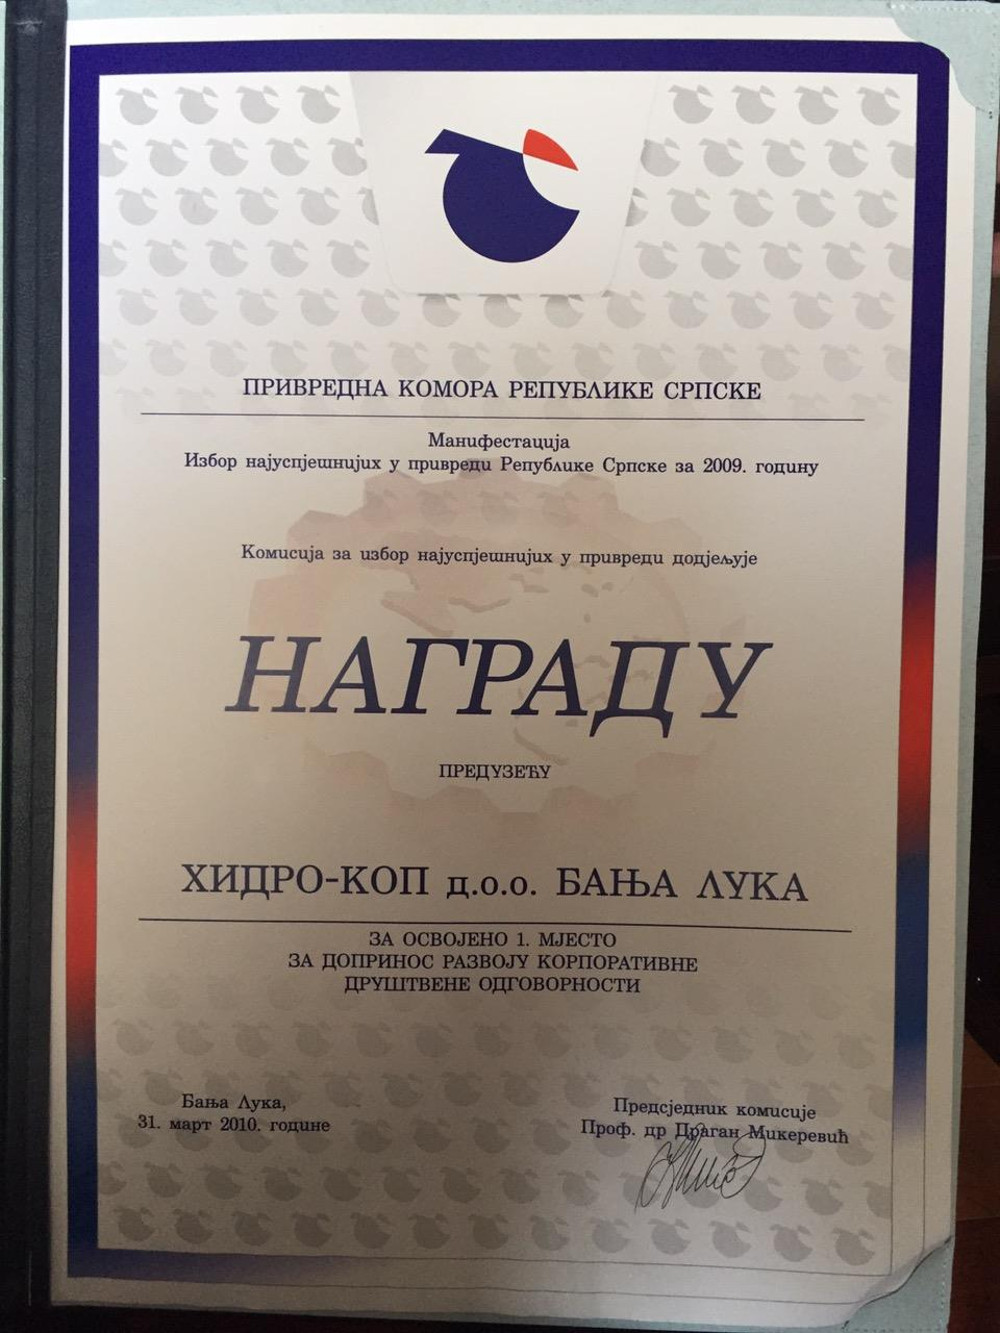 ПРИВРЕДНА КОМОРА РЕПУБЛИКЕ СРПСКЕ
Манифестација
Избор најуспјешнијих у привреди Републике Српске за 2009. годину
Комисија за избор најуспјешнијих у привреди додјељује
НАГРАДУ
ПРЕДУЗЕЋУ
ХИДРО-КОП д.о.о. БАЊА ЛУКА
ЗА ОСВОЈЕНО 1. МЈЕСТО
ЗА ДОПРИНОС РАЗВОЈУ КОРПОРАТИВНЕ
ДРУШТВЕНЕ ОДГОВОРНОСТИ
Бања Лука,
31. март 2010. године
Предсједник комисије
Проф. др Драган Микеревић